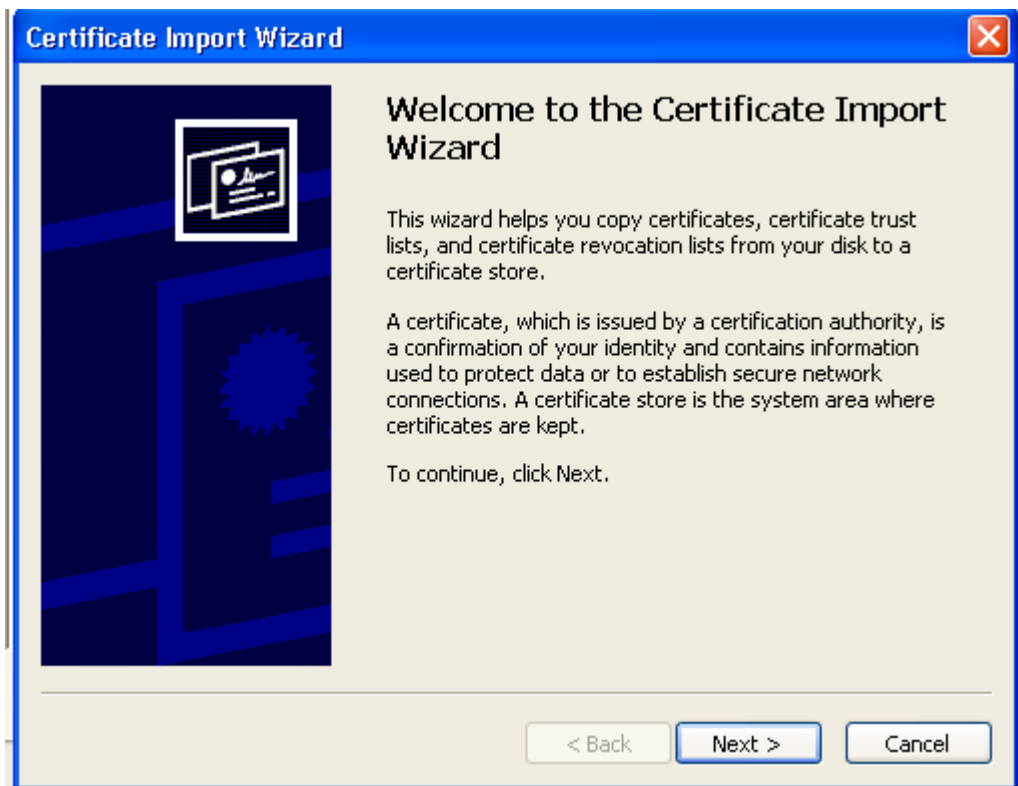 Certificate Import Wizard
Welcome to the Certificate Import
Wizard
This wizard helps you copy certificates, certificate trust
lists, and certificate revocation lists from your disk to a
certificate store.
A certificate, which is issued by a certification authority, is
a confirmation of your identity and contains information
used to protect data or to establish secure network
connections. A certificate store is the system area where
certificates are kept.
To continue, click Next.
< Back Next > Cancel